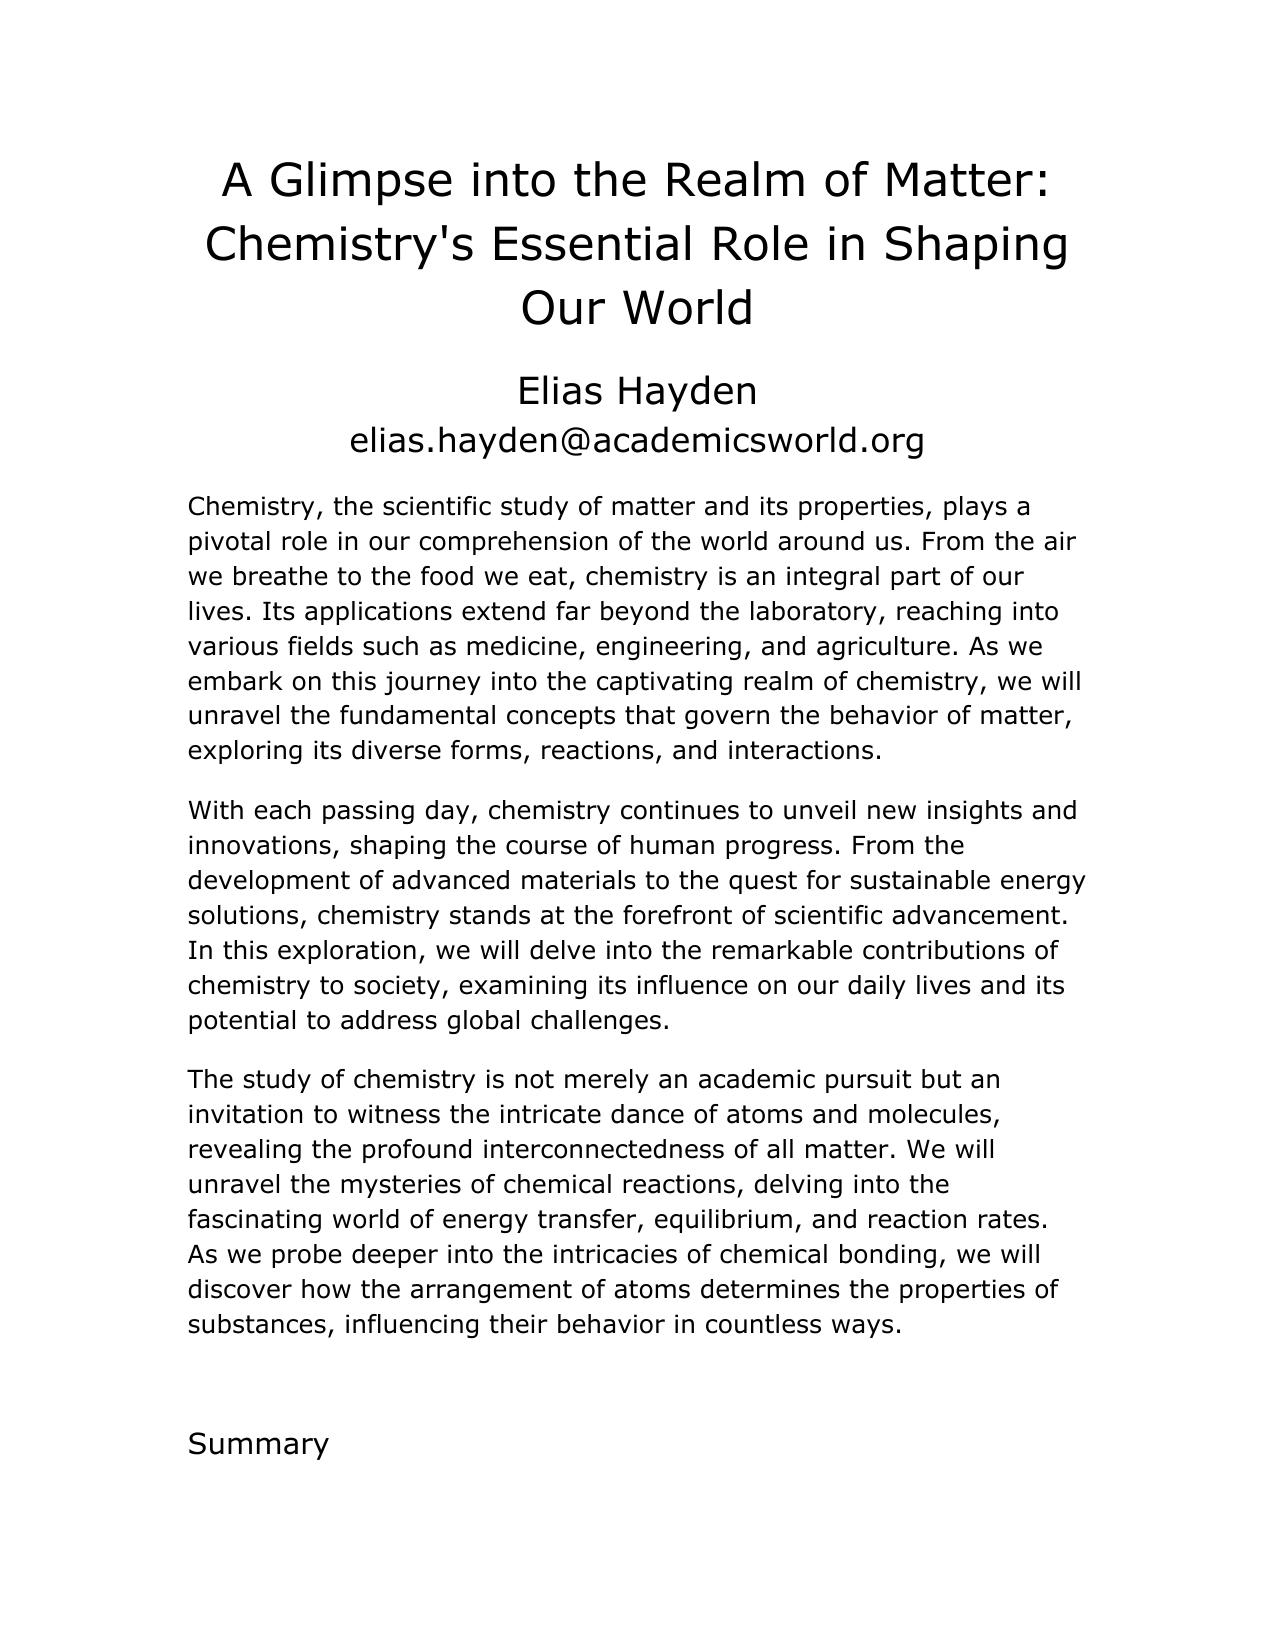 A Glimpse into the Realm of Matter:
Chemistry's Essential Role in Shaping
Our World
Elias Hayden
elias.hayden@academicsworld.org
Chemistry, the scientific study of matter and its properties, plays a
pivotal role in our comprehension of the world around us. From the air
we breathe to the food we eat, chemistry is an integral part of our
lives. Its applications extend far beyond the laboratory, reaching into
various fields such as medicine, engineering, and agriculture. As we
embark on this journey into the captivating realm of chemistry, we will
unravel the fundamental concepts that govern the behavior of matter,
exploring its diverse forms, reactions, and interactions.
With each passing day, chemistry continues to unveil new insights and
innovations, shaping the course of human progress. From the
development of advanced materials to the quest for sustainable energy
solutions, chemistry stands at the forefront of scientific advancement.
In this exploration, we will delve into the remarkable contributions of
chemistry to society, examining its influence on our daily lives and its
potential to address global challenges.
The study of chemistry is not merely an academic pursuit but an
invitation to witness the intricate dance of atoms and molecules,
revealing the profound interconnectedness of all matter. We will
unravel the mysteries of chemical reactions, delving into the
fascinating world of energy transfer, equilibrium, and reaction rates.
As we probe deeper into the intricacies of chemical bonding, we will
discover how the arrangement of atoms determines the properties of
substances, influencing their behavior in countless ways.
Summary